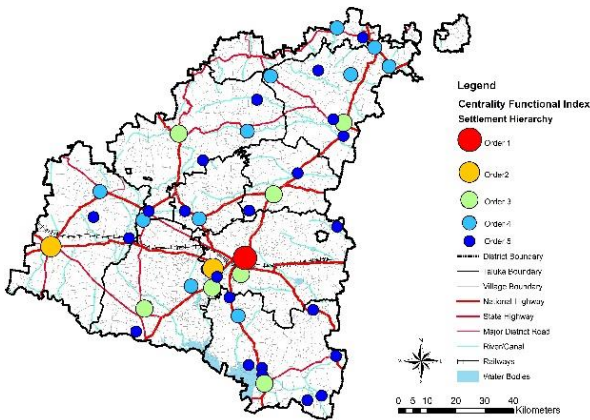 Legend
Centrality Functional Index
Settlement Hierarchy
Order 1
Order2
Order 3
Order 4
Order 5
District Boundary
Taluka Boundary
Village Boundary
National Highway
State Highway
Major District Road
River/Canal
Railways
Water Bodies
0 5 10 20 30 40
Kilometers